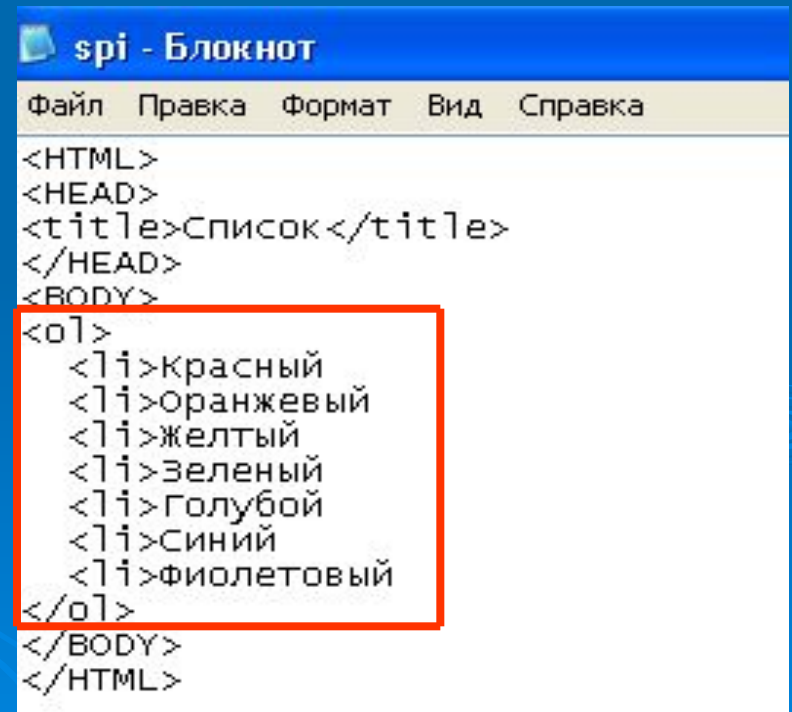 spi - Блокнот
Файл Правка Формат Вид Справка
<HTML>
<HEAD>
<title>Список</title>
</HEAD>
<BODY>
<ol>
<li>Красный
<li>Оранжевый
<li>Желтый
<li>Зеленый
<li>Голубой
<li>Синий
<li>Фиолетовый
</ol>
</BODY>
</HTML>